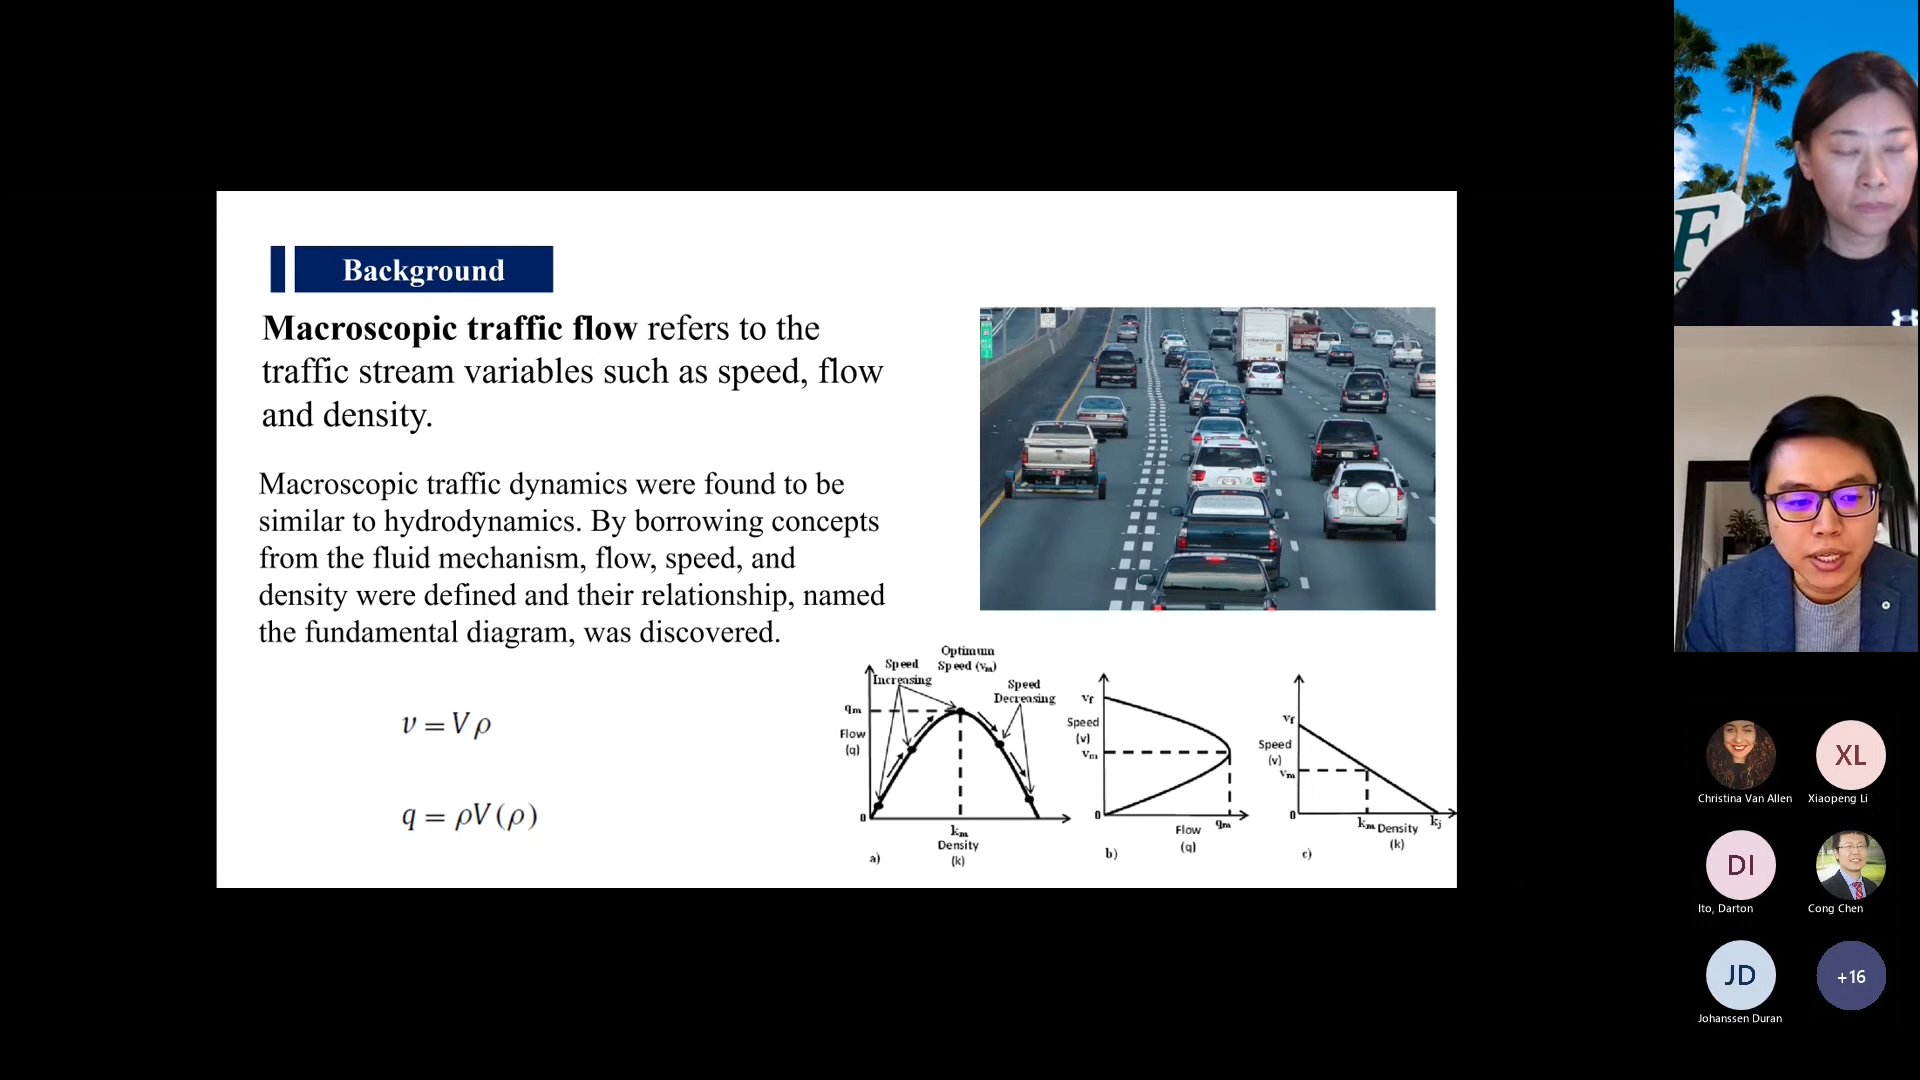 Background
Macroscopic traffic flow refers to the
traffic stream variables such as speed, flow
and density.
Macroscopic traffic dynamics were found to be
similar to hydrodynamics. By borrowing concepts
from the fluid mechanism, flow, speed, and
density were defined and their relationship, named
the fundamental diagram, was discovered.
v = Vρ
q = ρV(ρ)
Optimum
Speed (vm)
Speed
Increasing
Speed
Decreasing
qm
Flow
(q)
0
km
Density
(k)
a)
vf
Speed
(v)
vm
0
Flow
qm
(q)
b)
vf
Speed
(v)
vm
0
km
Density
kj
(k)
c)
F
Christina Van Allen
XL
Xiaopeng Li
DI
Ito, Darton
Cong Chen
JD
Johanssen Duran
+16